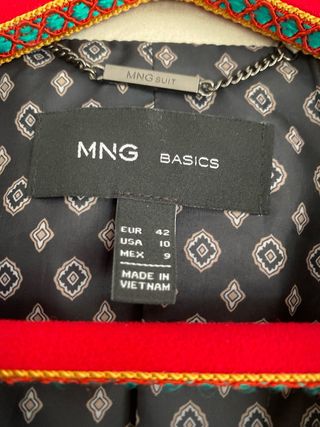 MNG SUIT
MNG BASICS
EUR 42
USA 10
MEX 9
MADE IN
VIETNAM